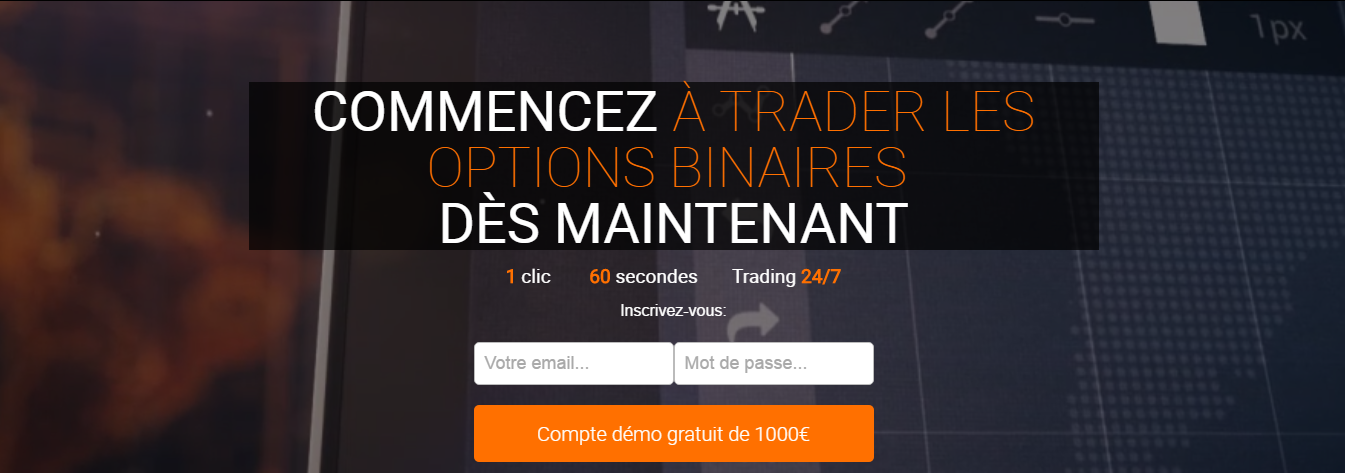 1px
COMMENCEZ À TRADER LES
OPTIONS BINAIRES
DÈS MAINTENANT
1 clic 60 secondes Trading 24/7
Inscrivez-vous:
Votre email... Mot de passe...
Compte démo gratuit de 1000€